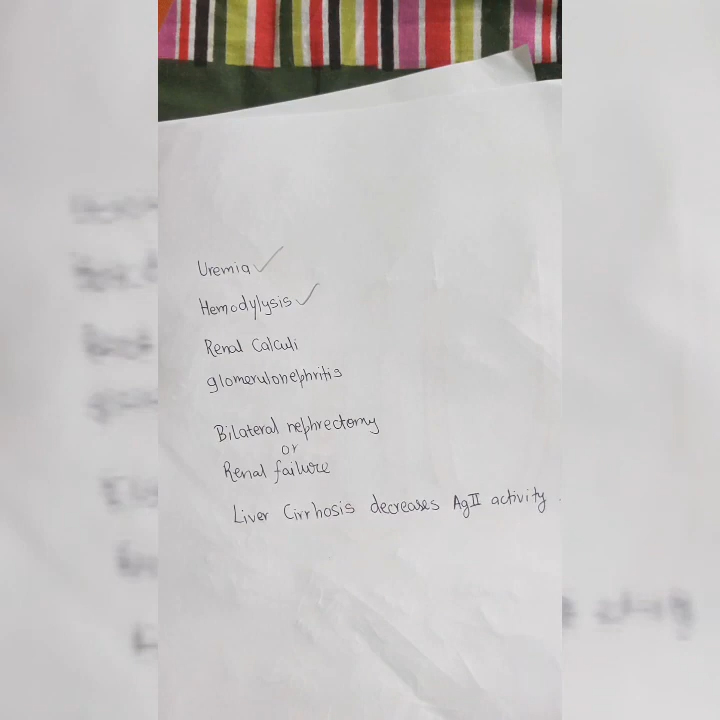 Uremia ✓
Hemodylysis ✓
Renal Calculi
glomerulonephritis
Bilateral nephrectomy
or
Renal failure
Liver Cirrhosis decreases AgII activity.